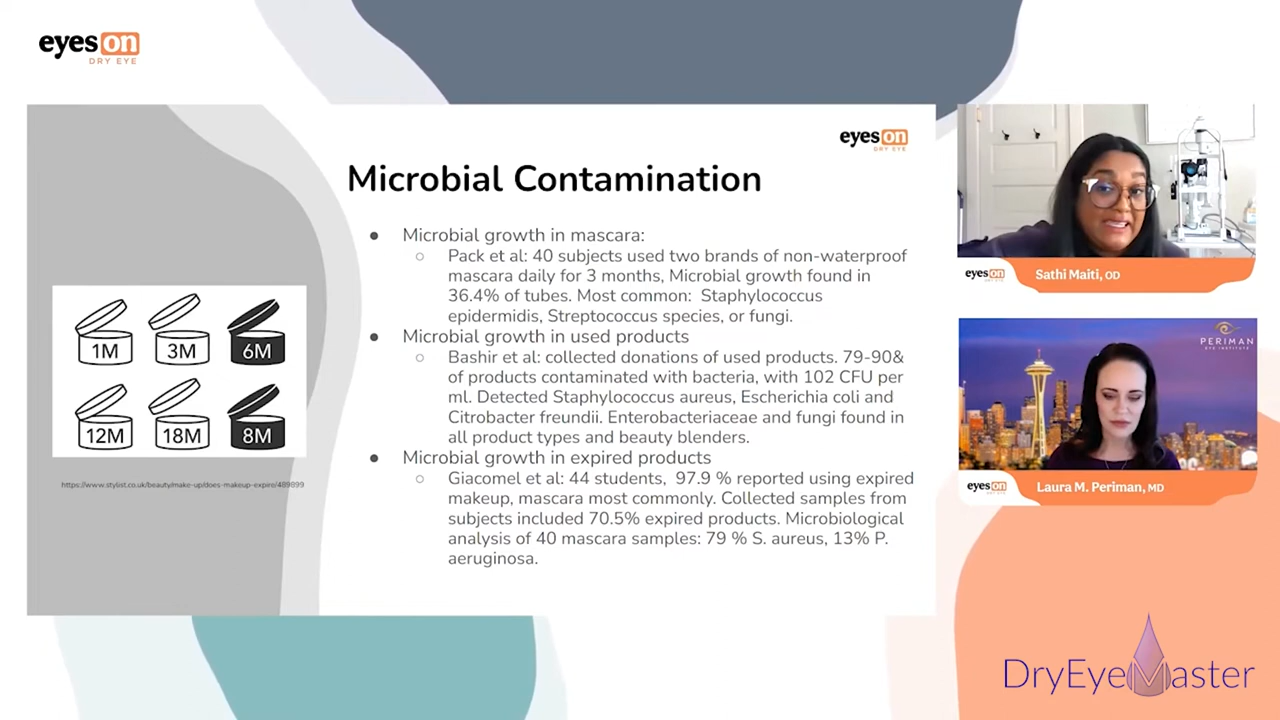 eyes on
DRY EYE
eyes on
DRY EYE
Microbial Contamination
● Microbial growth in mascara:
○ Pack et al: 40 subjects used two brands of non-waterproof
mascara daily for 3 months, Microbial growth found in
36.4% of tubes. Most common: Staphylococcus
epidermidis, Streptococcus species, or fungi.
● Microbial growth in used products
○ Bashir et al: collected donations of used products. 79-90&
of products contaminated with bacteria, with 102 CFU per
ml. Detected Staphylococcus aureus, Escherichia coli and
Citrobacter freundii. Enterobacteriaceae and fungi found in
all product types and beauty blenders.
● Microbial growth in expired products
○ Giacomel et al: 44 students, 97.9 % reported using expired
makeup, mascara most commonly. Collected samples from
subjects included 70.5% expired products. Microbiological
analysis of 40 mascara samples: 79 % S. aureus, 13% P.
aeruginosa.
1M 3M 6M
12M 18M 8M
https://www.stylist.co.uk/beauty/make-up/does-makeup-expire/489899
eyes on
DRY EYE
Sathi Maiti, OD
PERIMAN
EYE INSTITUTE
eyes on
DRY EYE
Laura M. Periman, MD
DryEyeMaster